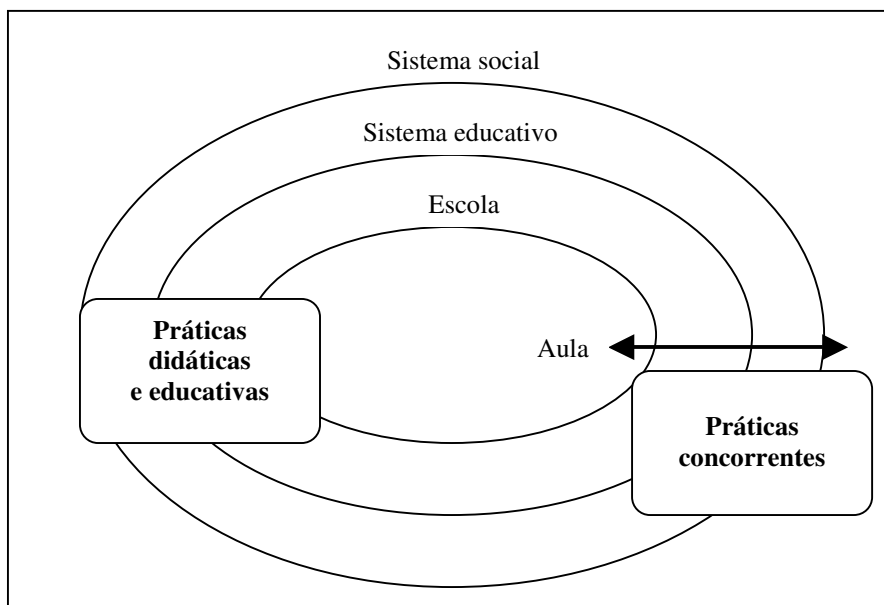 Sistema social
Sistema educativo
Escola
Práticas
didáticas
e educativas
Aula
Práticas
concorrentes